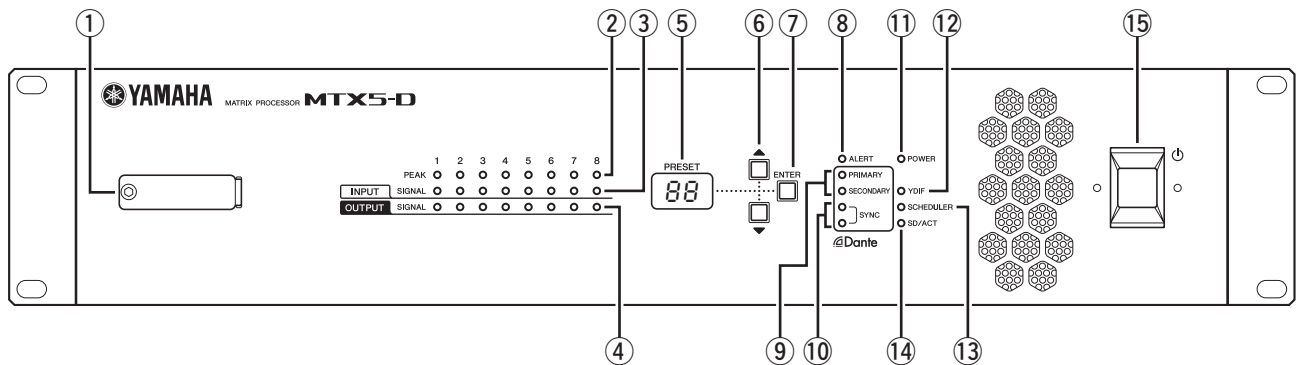 ① ② ③ ⑤ ⑥ ⑦ ⑧ ⑪ ⑫ ⑮
YAMAHA MATRIX PROCESSOR MTX5-D
1 2 3 4 5 6 7 8
PEAK
INPUT SIGNAL
OUTPUT SIGNAL
PRESET
88
ENTER
ALERT
PRIMARY
SECONDARY
SYNC
Dante
POWER
YDIF
SCHEDULER
SD/ACT
④ ⑨ ⑩ ⑭ ⑬